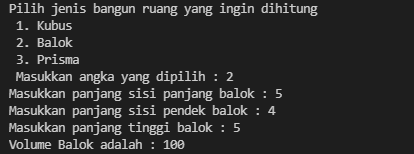 Pilih jenis bangun ruang yang ingin dihitung
1. Kubus
2. Balok
3. Prisma
Masukkan angka yang dipilih : 2
Masukkan panjang sisi panjang balok : 5
Masukkan panjang sisi pendek balok : 4
Masukkan panjang tinggi balok : 5
Volume Balok adalah : 100